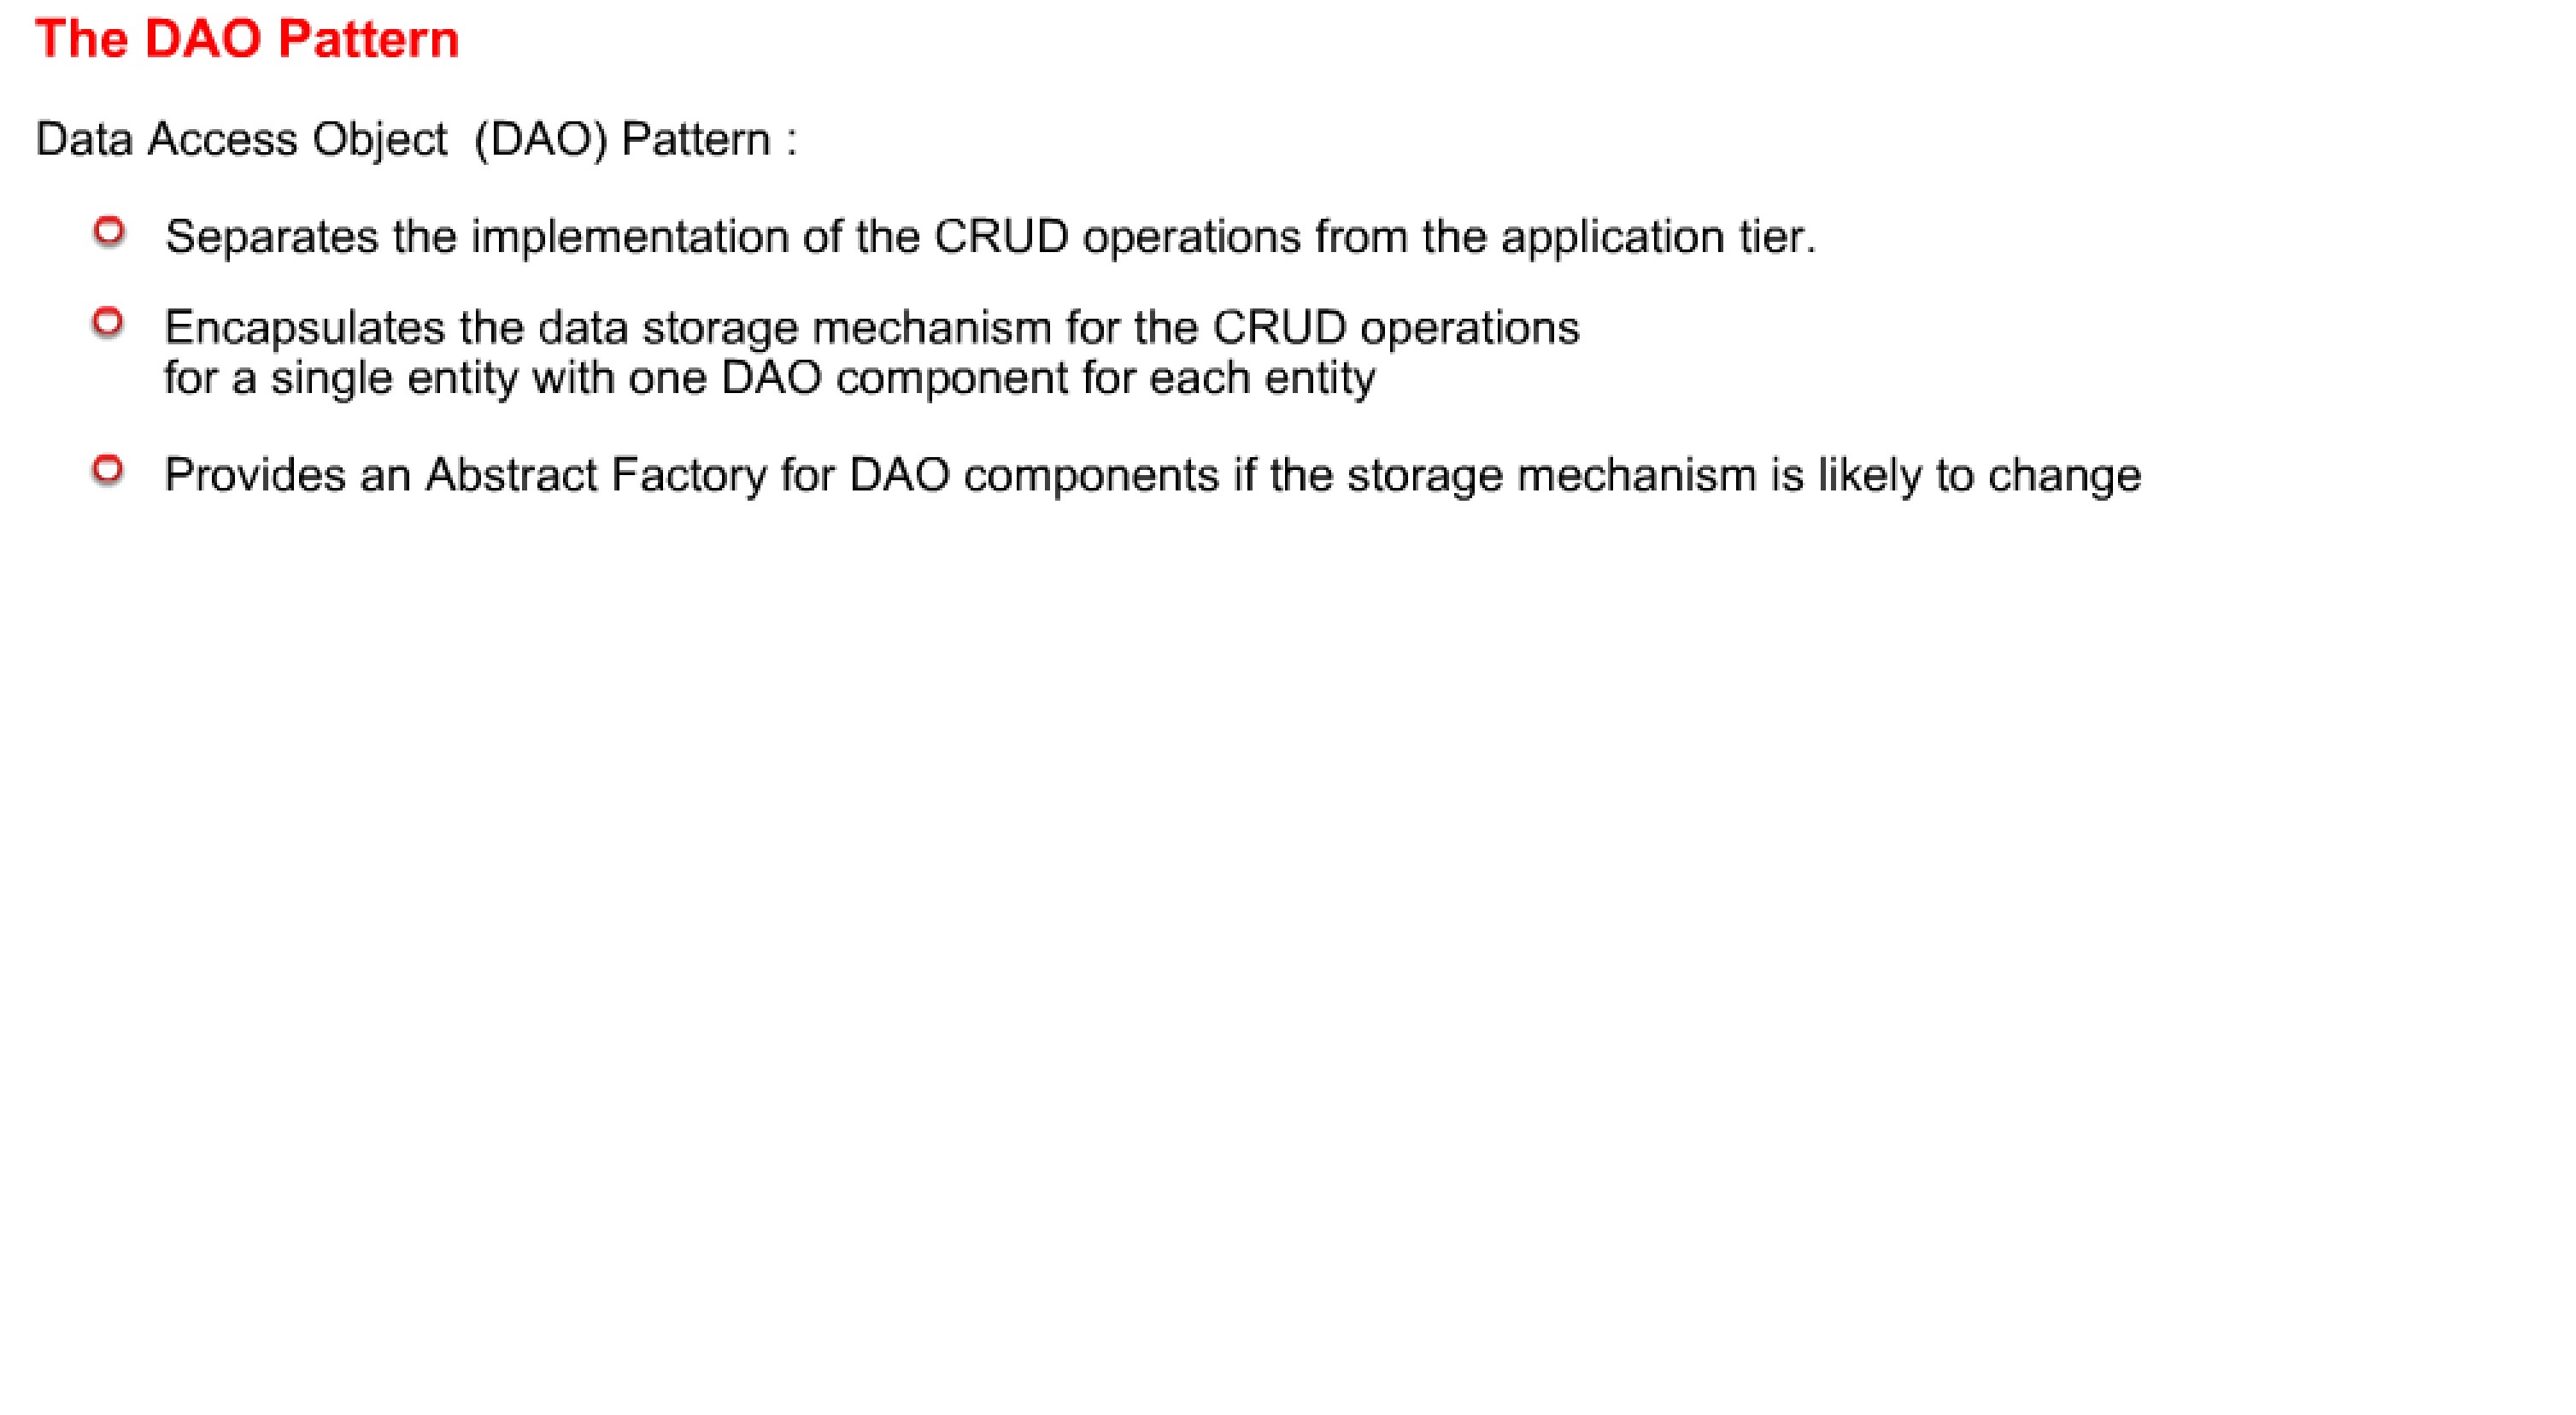 The DAO Pattern
Data Access Object  (DAO) Pattern :
Separates the implementation of the CRUD operations from the application tier.
Encapsulates the data storage mechanism for the CRUD operations
for a single entity with one DAO component for each entity
Provides an Abstract Factory for DAO components if the storage mechanism is likely to change